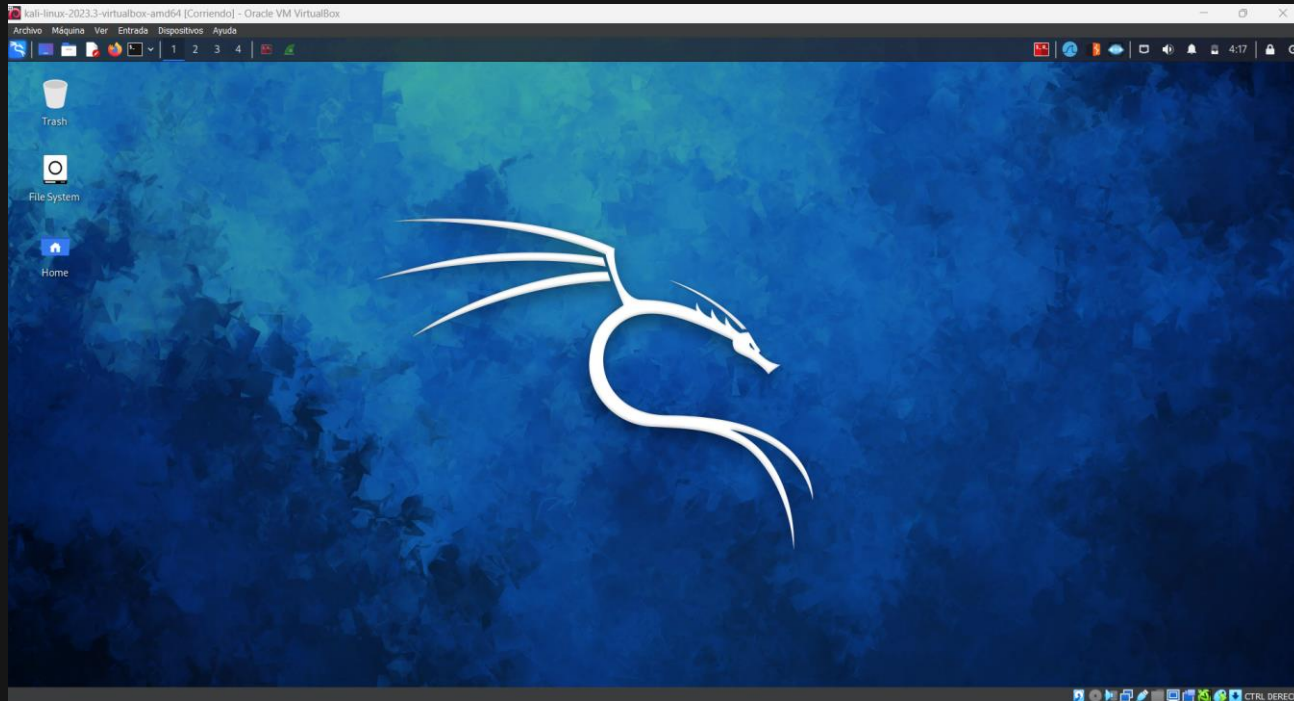 kali-linux-2023.3-virtualbox-amd64 [Corriendo] - Oracle VM VirtualBox
Archivo Máquina Ver Entrada Dispositivos Ayuda
1 2 3 4 4:17
Trash
File System
Home
CTRL DEREC